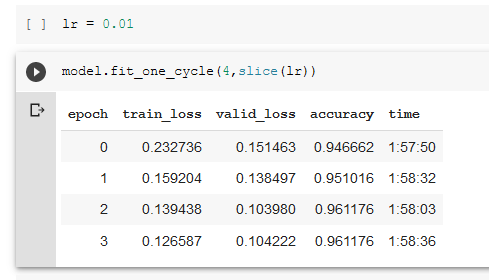 [ ] lr = 0.01
model.fit_one_cycle(4,slice(lr))
epoch train_loss valid_loss accuracy time
0 0.232736 0.151463 0.946662 1:57:50
1 0.159204 0.138497 0.951016 1:58:32
2 0.139438 0.103980 0.961176 1:58:03
3 0.126587 0.104222 0.961176 1:58:36